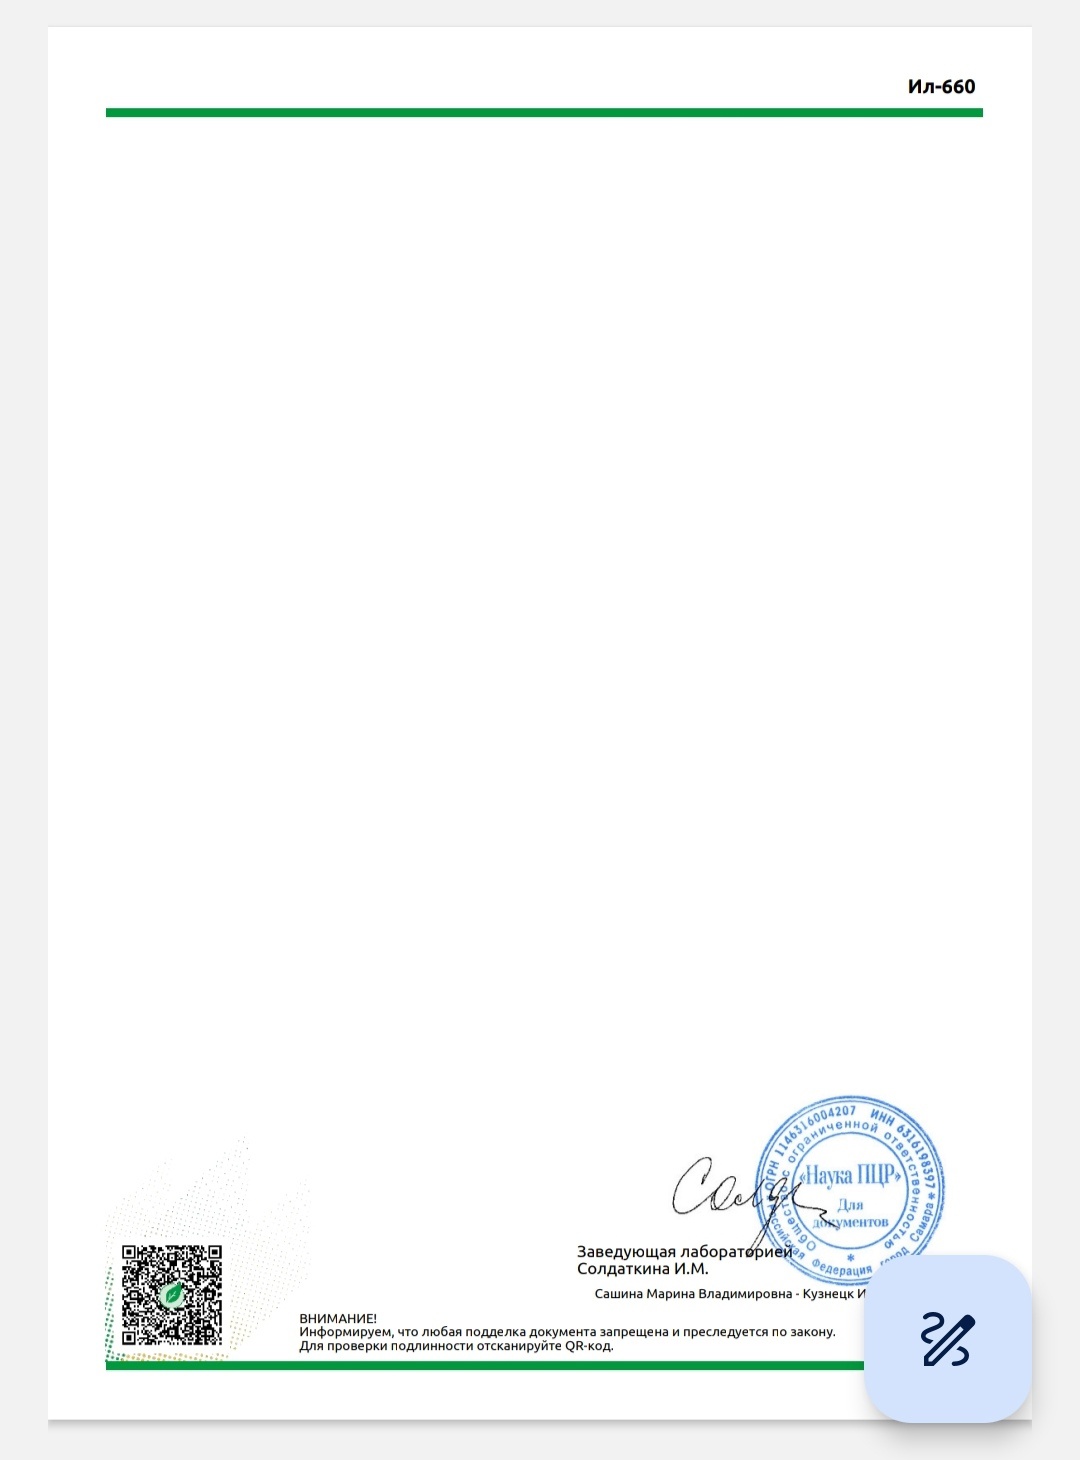 Ил-660
ОГРН 1146316004207 ИНН 6316198397 * Российская Федерация город Самара *
Общество с ограниченной ответственностью
«Наука ПЦР»
Для
документов
*
Заведующая лабораторией
Солдаткина И.М.
Сашина Марина Владимировна - Кузнецк
ВНИМАНИЕ!
Информируем, что любая подделка документа запрещена и преследуется по закону.
Для проверки подлинности отсканируйте QR-код.